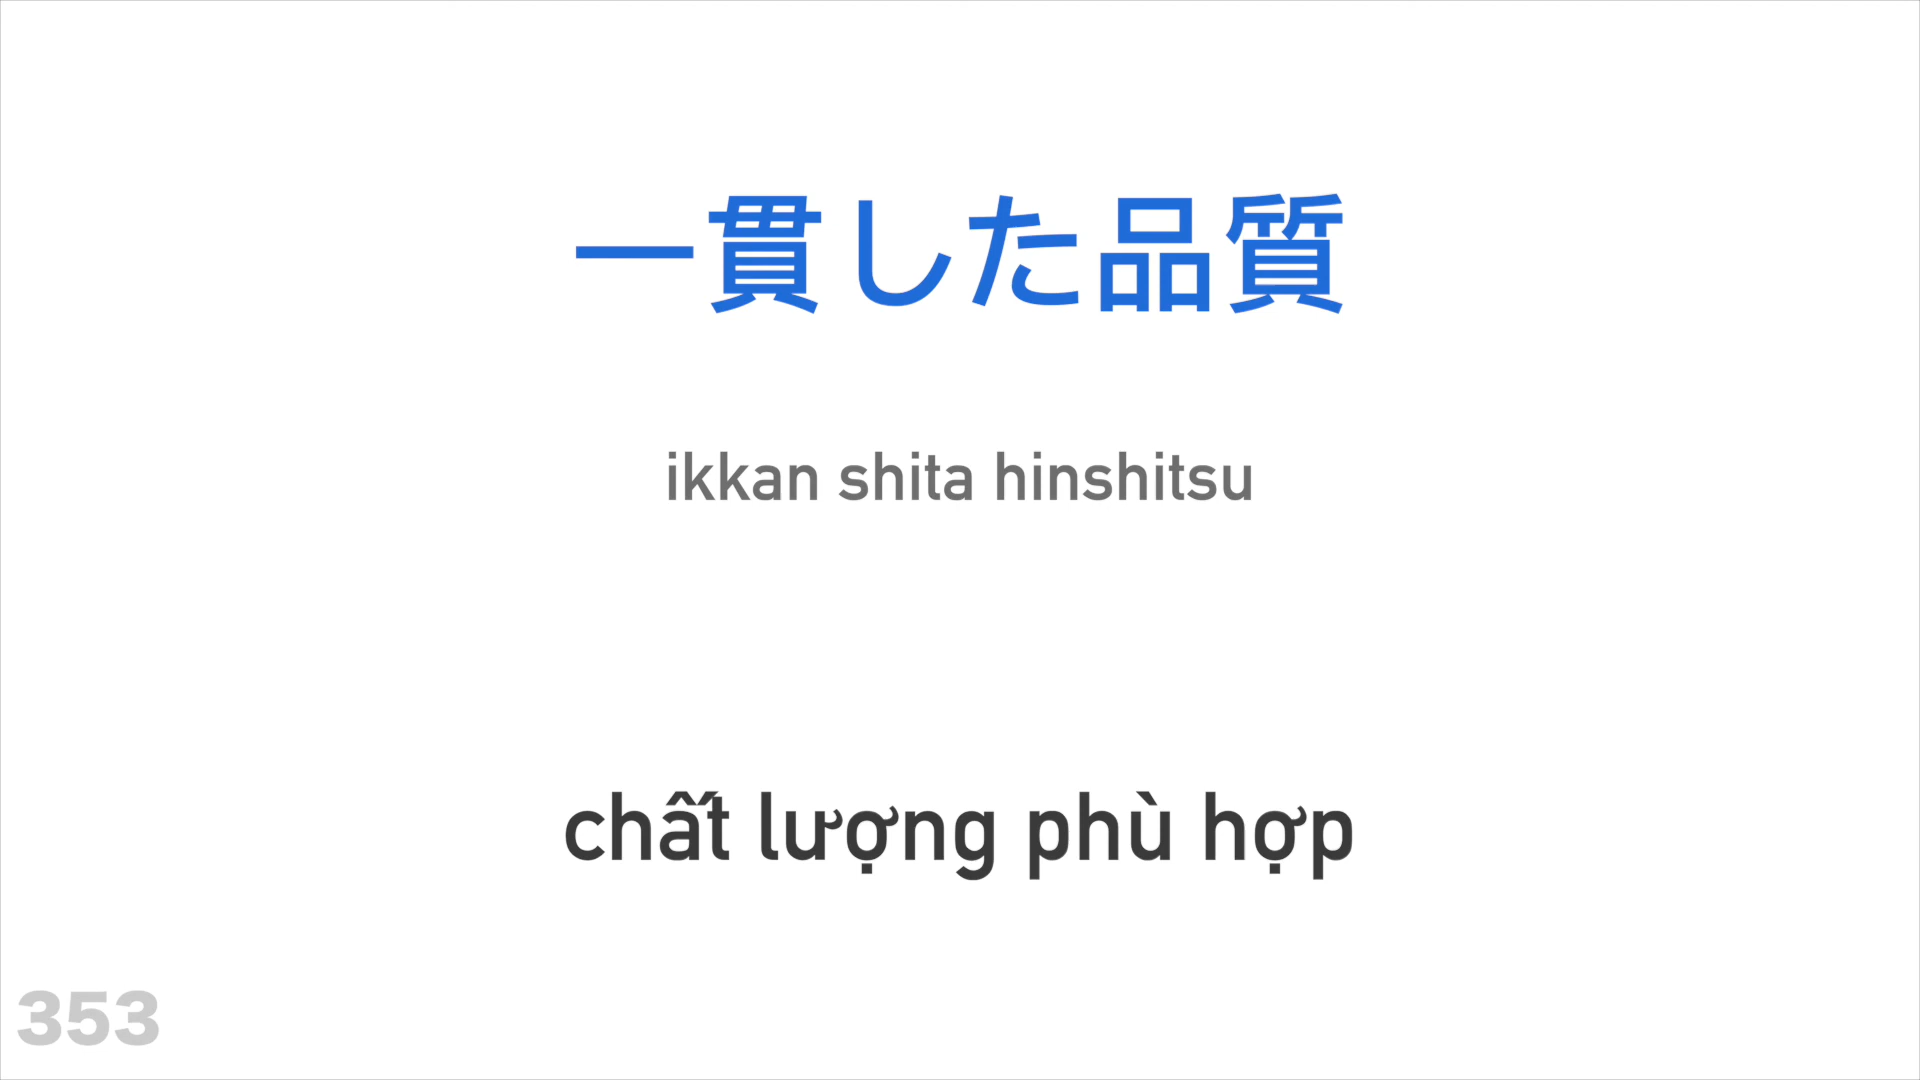 一貫した品質
ikkan shita hinshitsu
chất lượng phù hợp
353